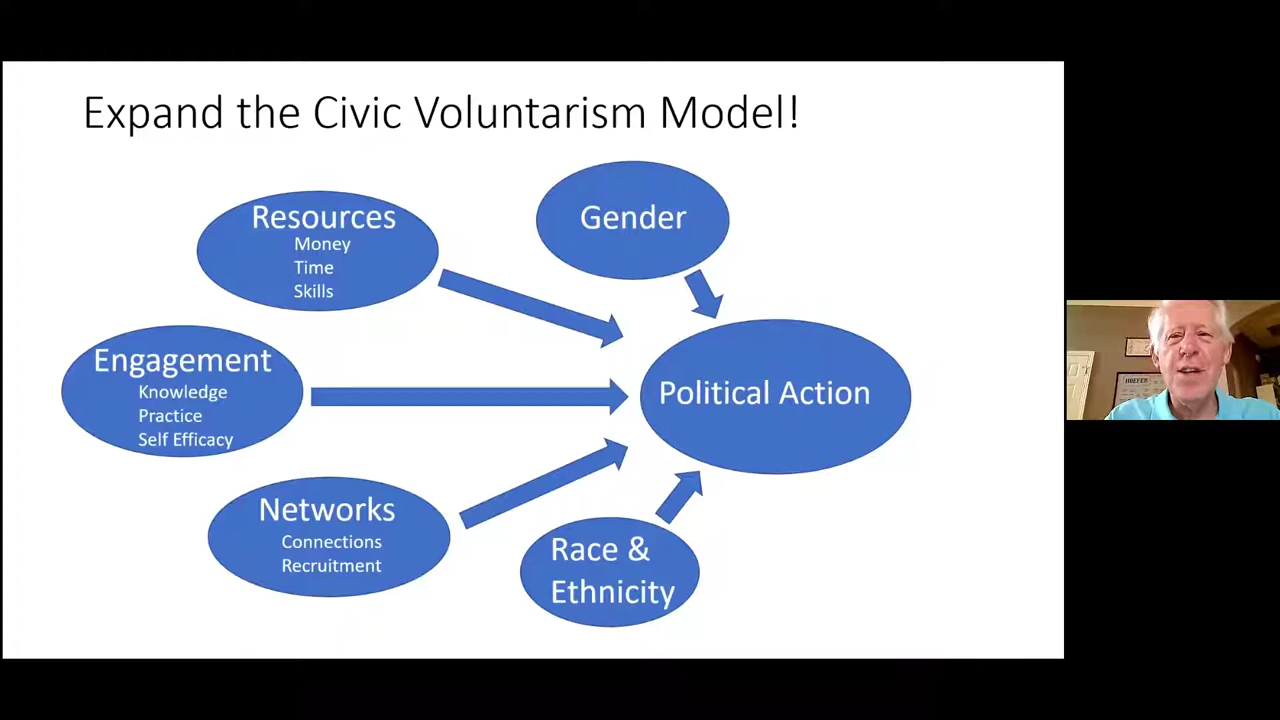 Expand the Civic Voluntarism Model!
Resources
Money
Time
Skills
Gender
Engagement
Knowledge
Practice
Self Efficacy
Political Action
Networks
Connections
Recruitment
Race &
Ethnicity
HOEFER